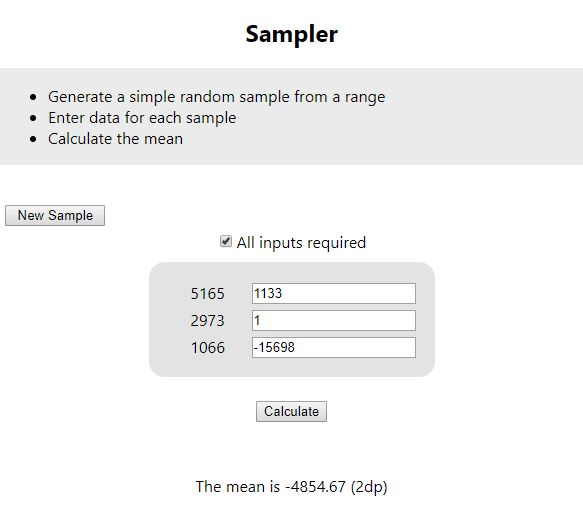 Sampler
Generate a simple random sample from a range
Enter data for each sample
Calculate the mean
New Sample
All inputs required
5165 1133
2973 1
1066 -15698
Calculate
The mean is -4854.67 (2dp)